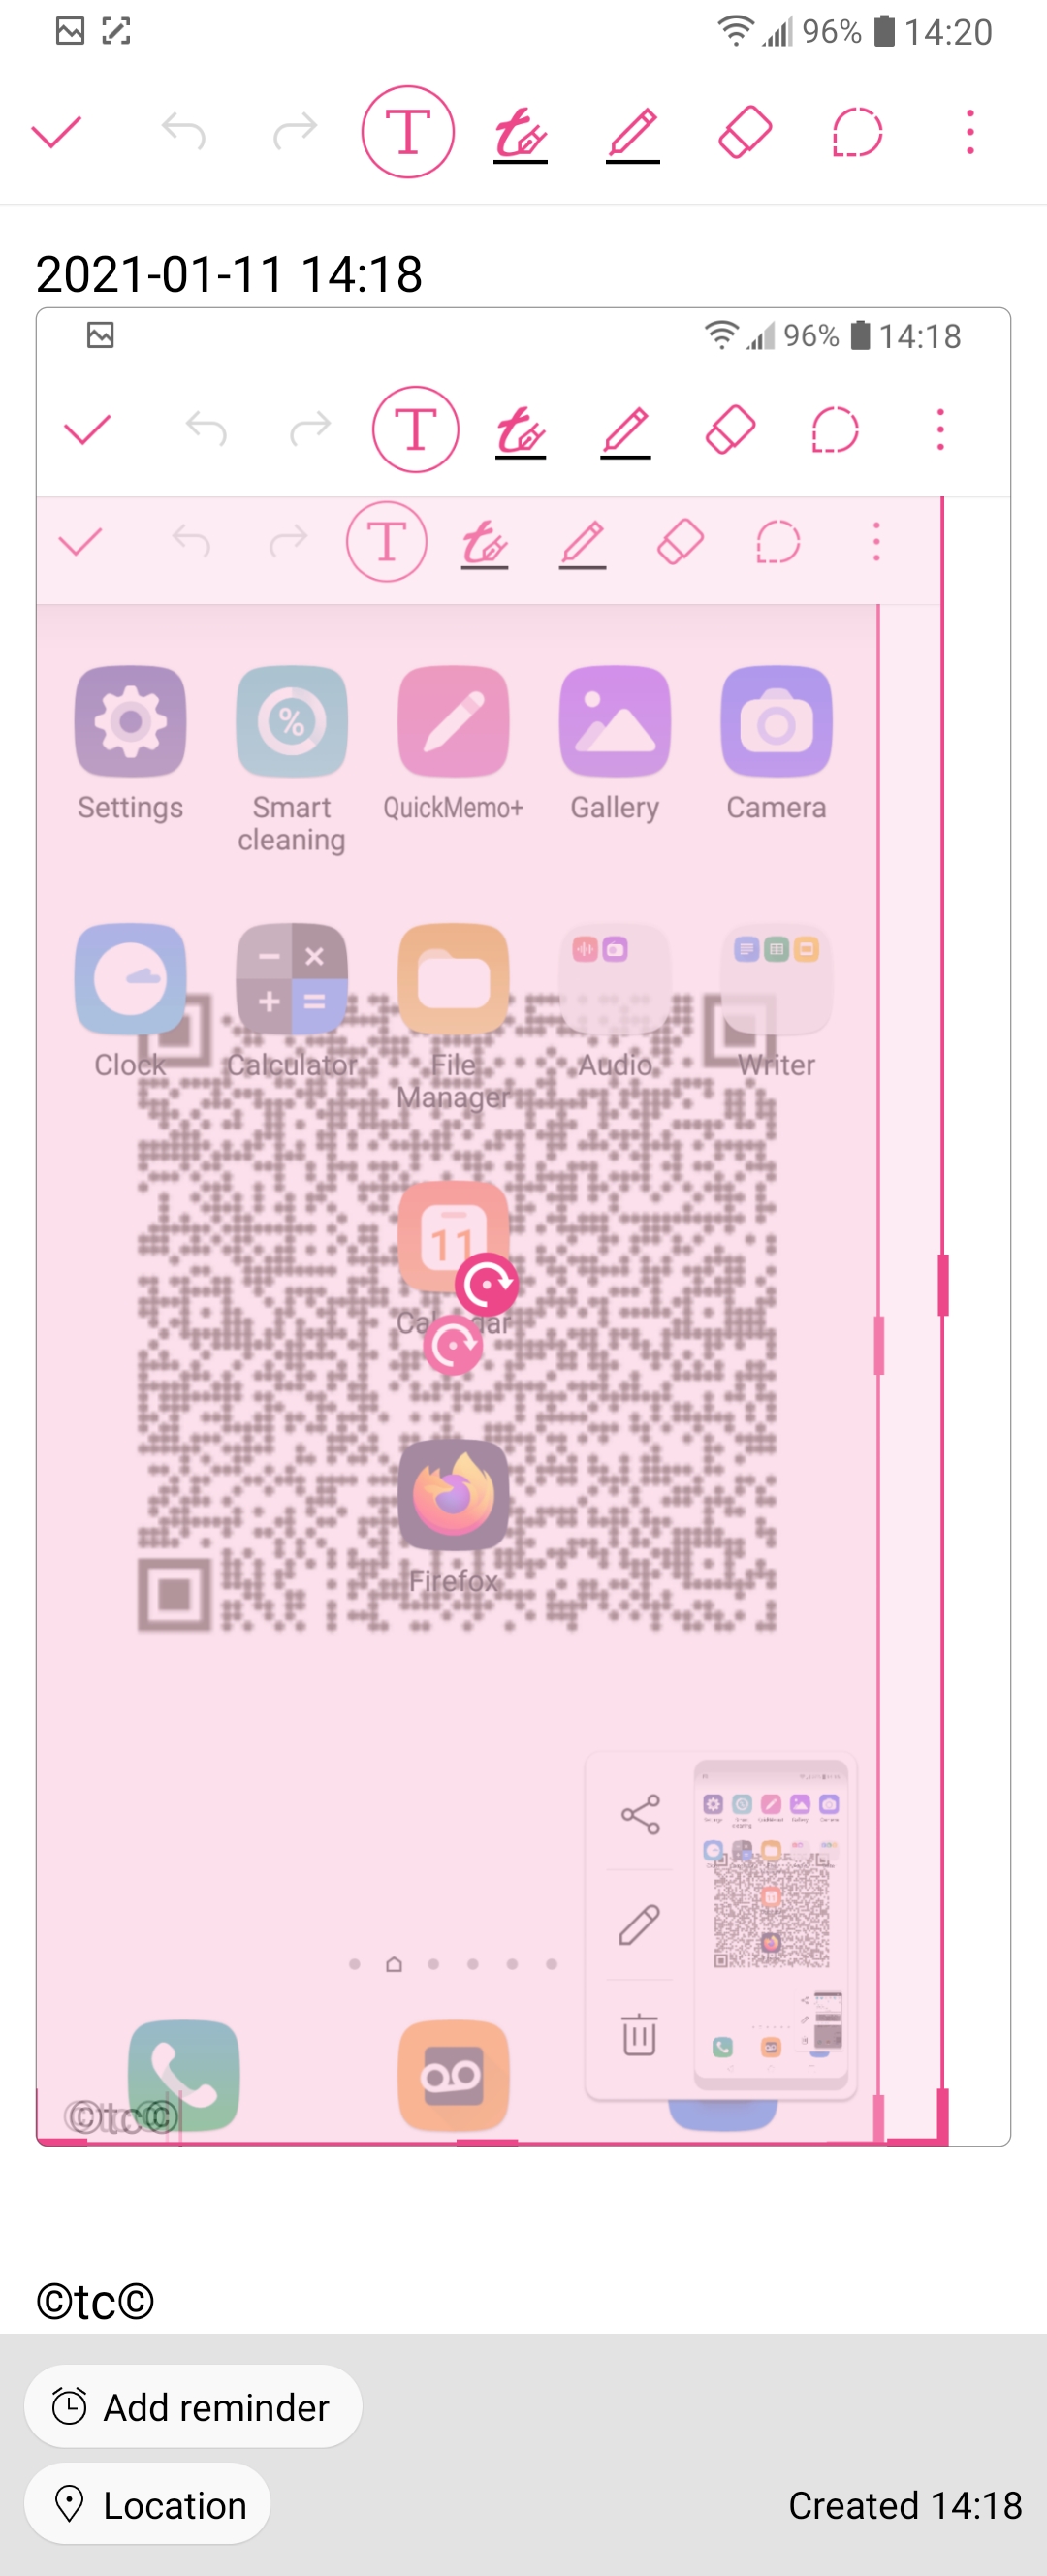 96% 14:20
T t
2021-01-11 14:18
96% 14:18
T t
T t
Settings Smart cleaning QuickMemo+ Gallery Camera
Clock Calculator File Manager Audio Writer
11
Calendar
Firefox
©tc©
©tc©
Add reminder
Location Created 14:18